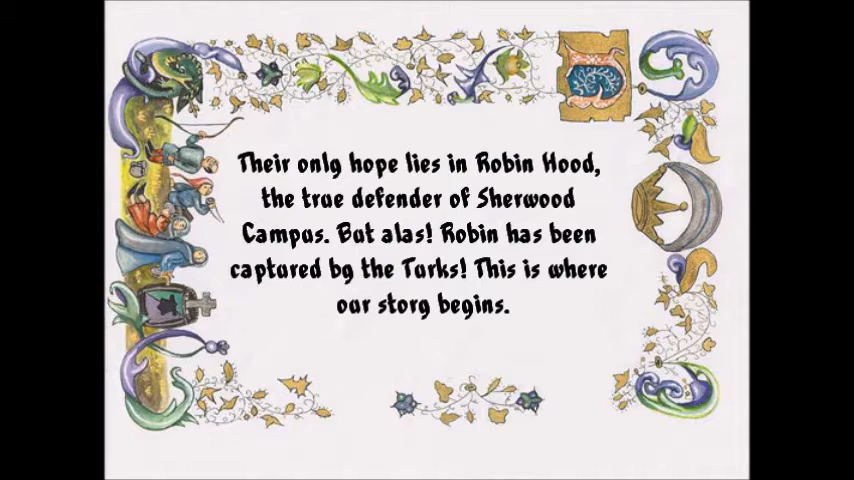 Their only hope lies in Robin Hood,
the true defender of Sherwood
Campus. But alas! Robin has been
captured by the Turks! This is where
our story begins.